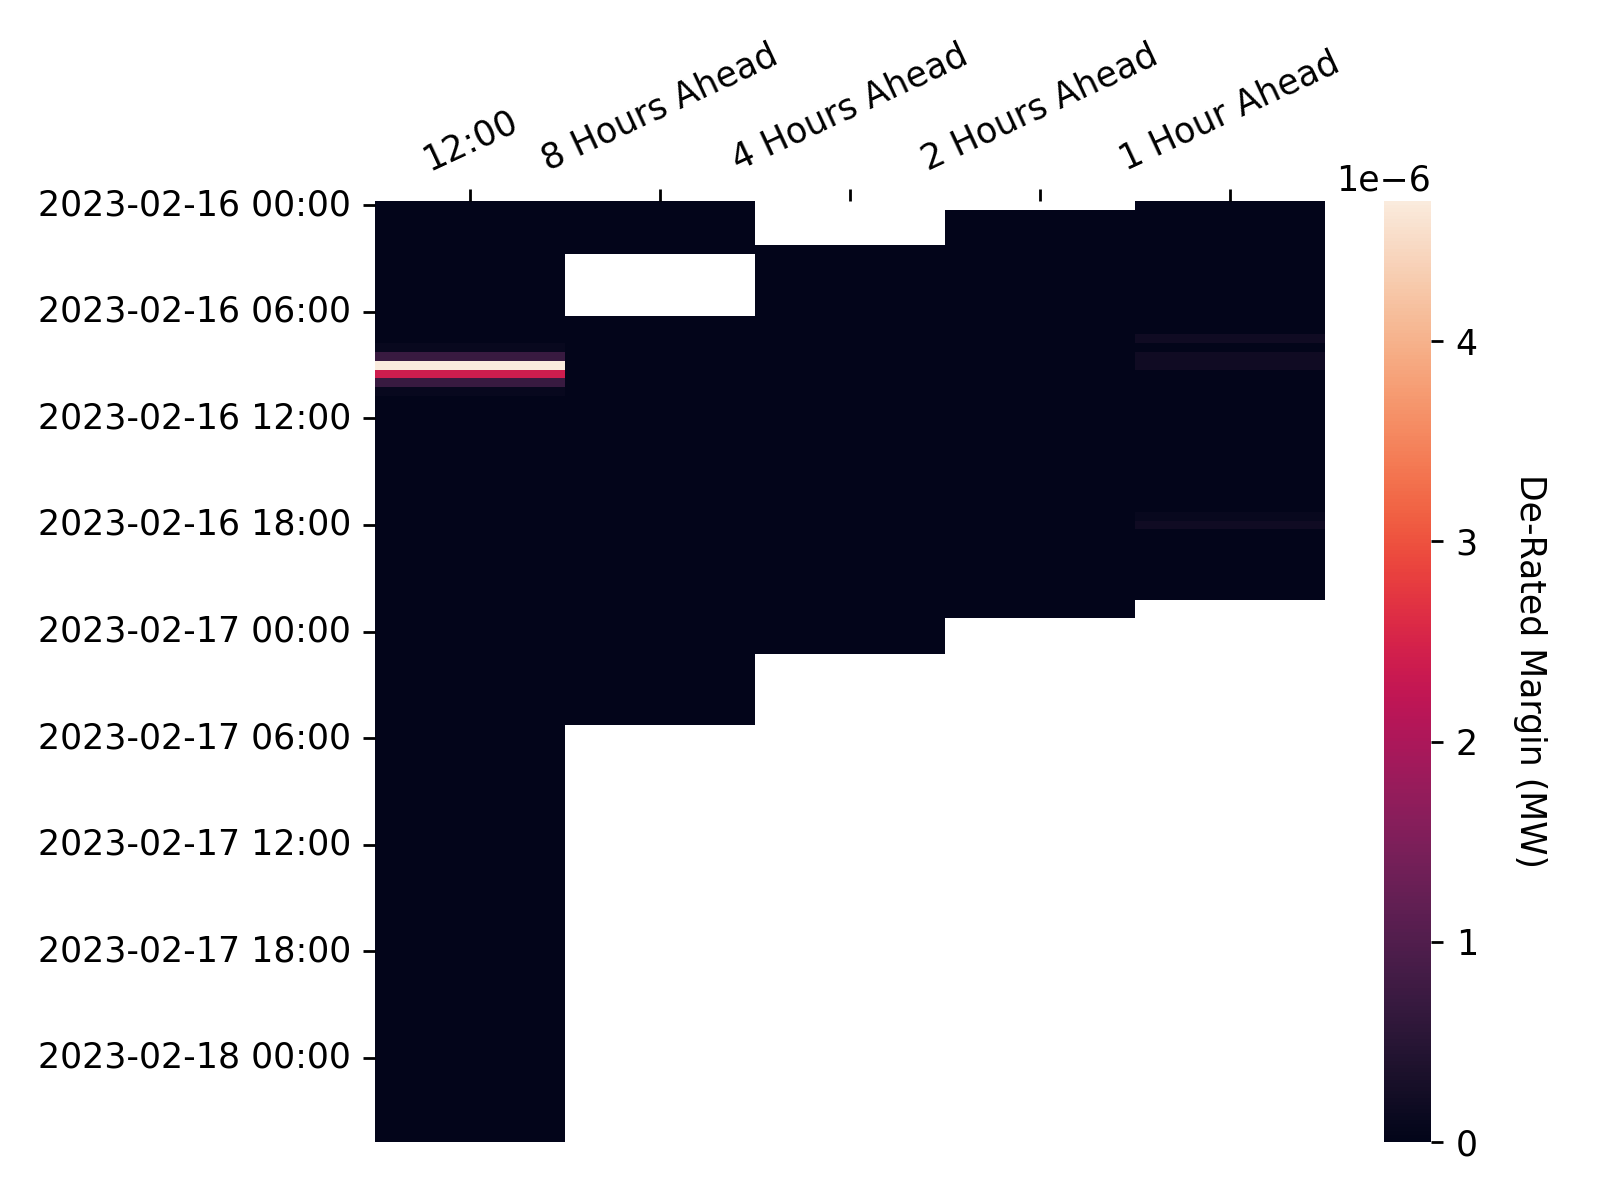 12:00
8 Hours Ahead
4 Hours Ahead
2 Hours Ahead
1 Hour Ahead
1e−6
2023-02-16 00:00
2023-02-16 06:00
2023-02-16 12:00
2023-02-16 18:00
2023-02-17 00:00
2023-02-17 06:00
2023-02-17 12:00
2023-02-17 18:00
2023-02-18 00:00
4
3
2
1
0
De-Rated Margin (MW)